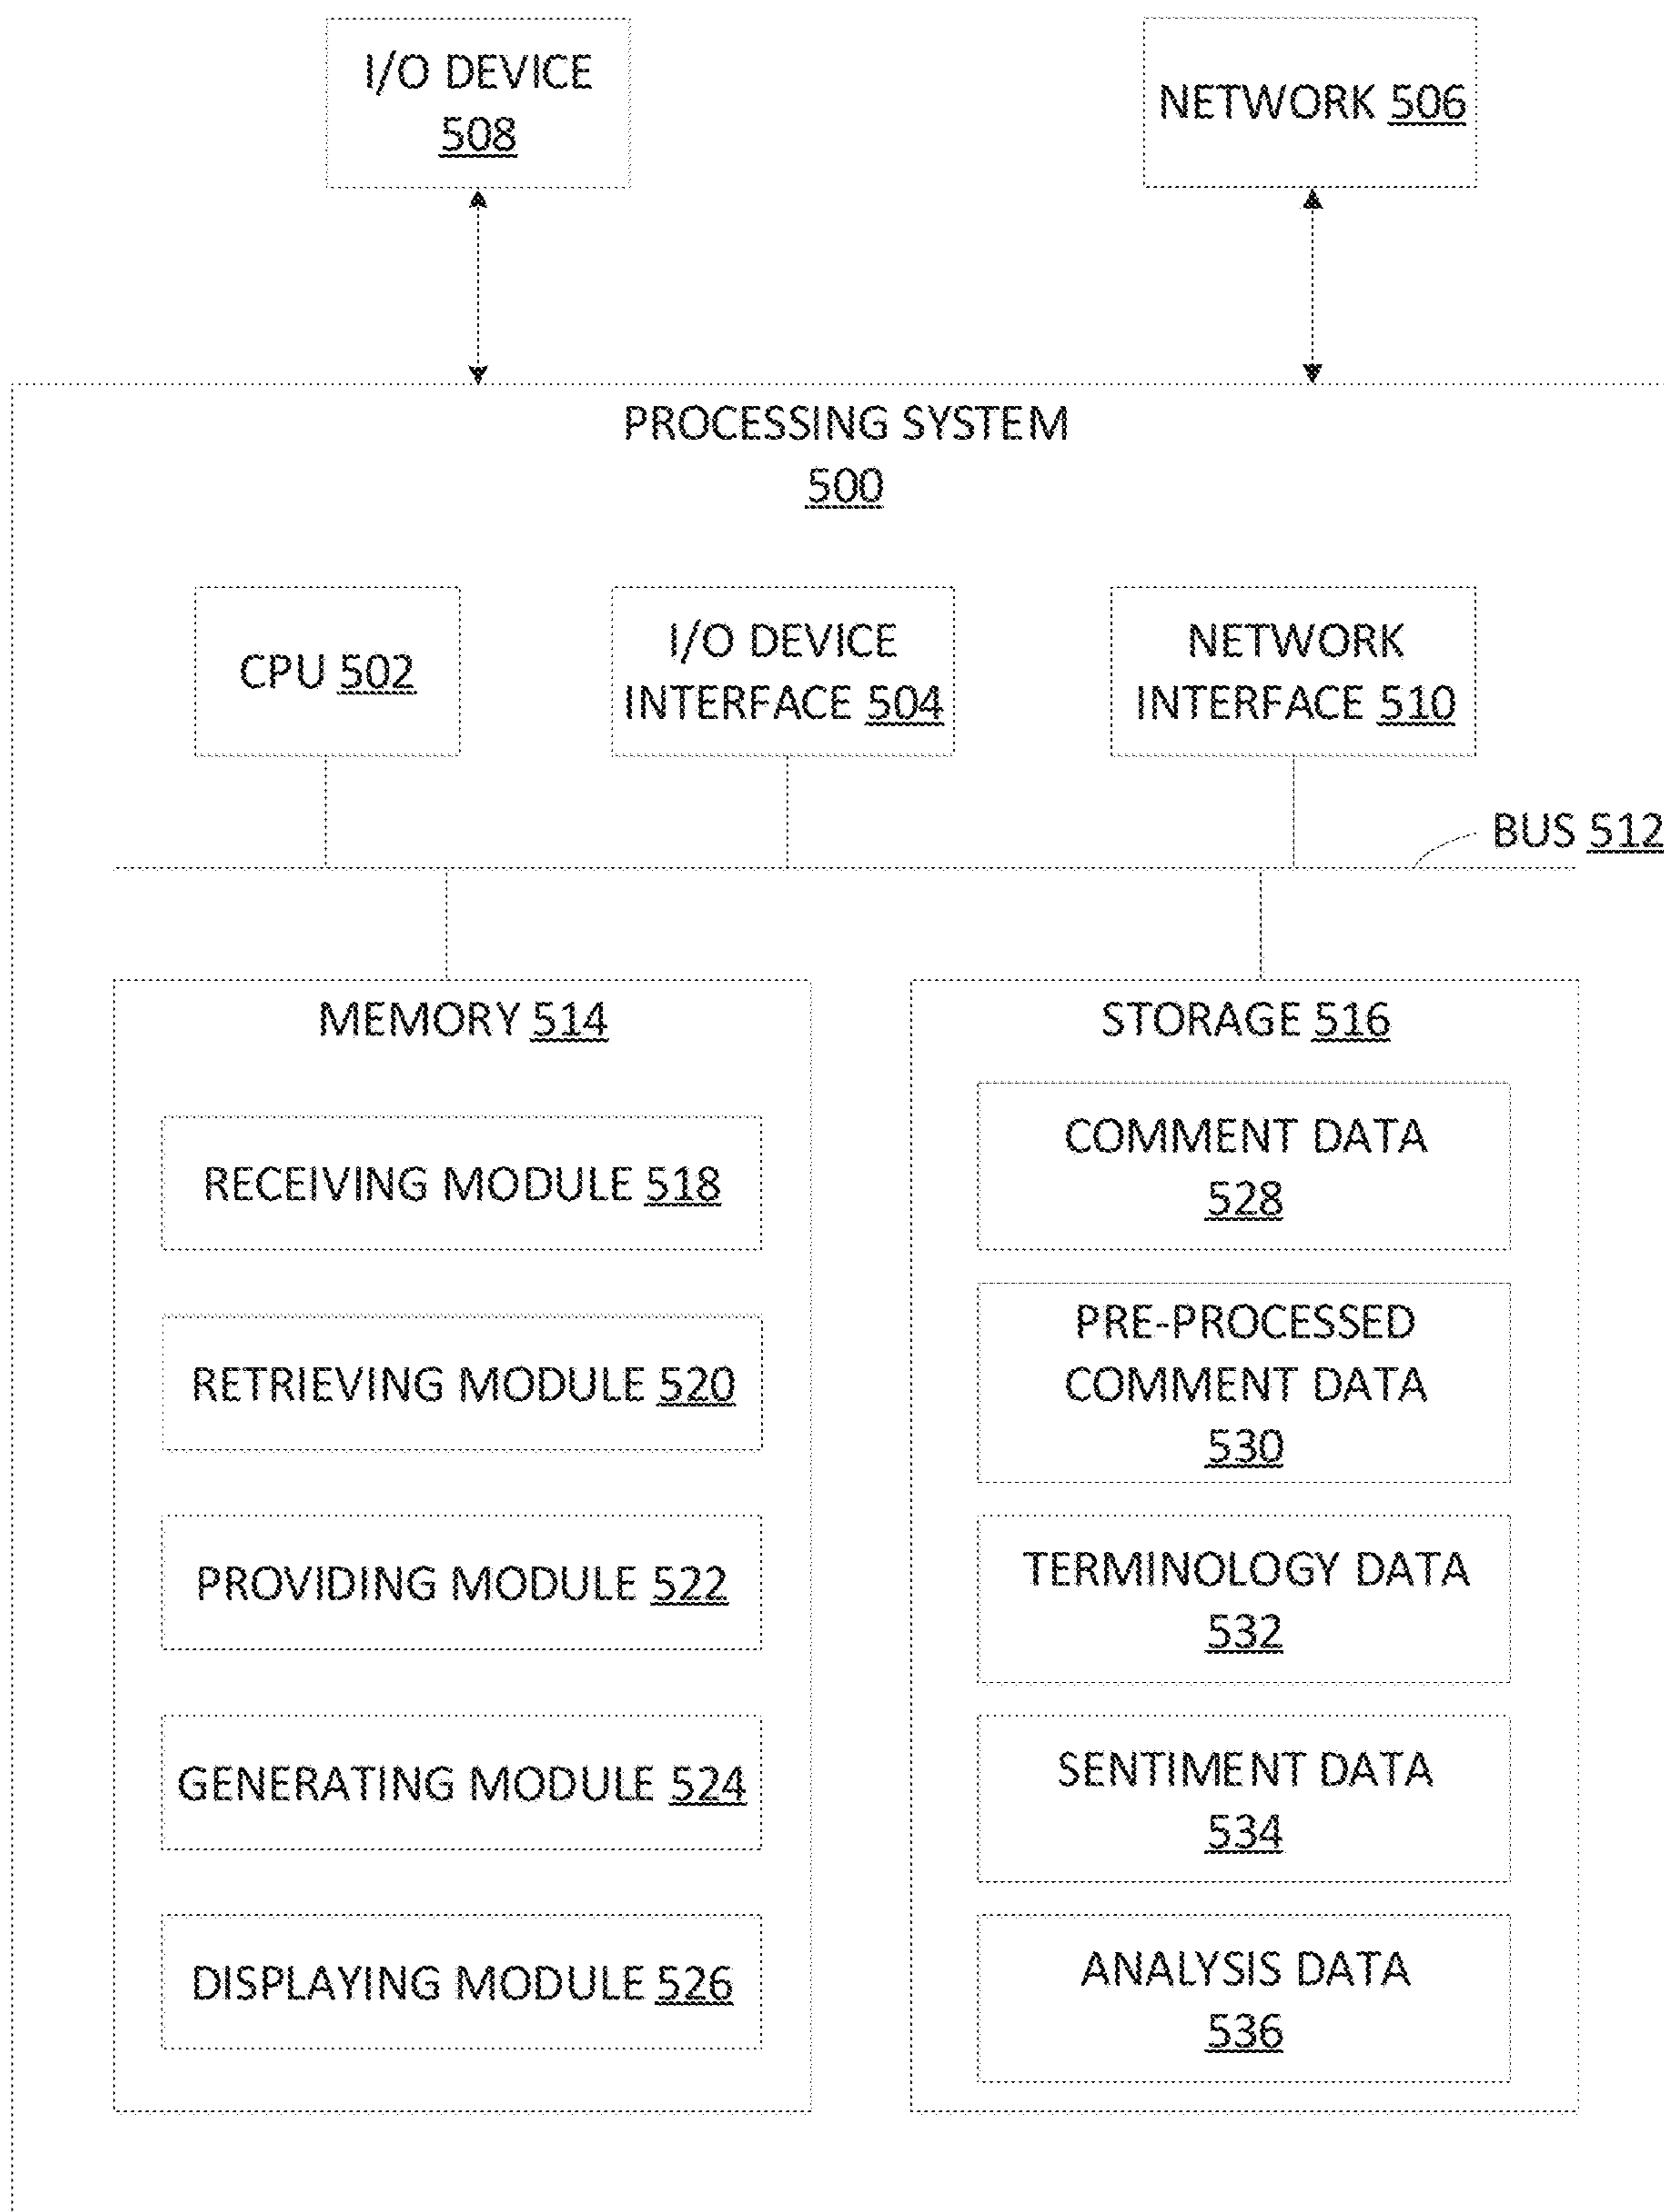 I/O DEVICE
508
NETWORK 506
PROCESSING SYSTEM
500
CPU 502
I/O DEVICE
INTERFACE 504
NETWORK
INTERFACE 510
BUS 512
MEMORY 514
RECEIVING MODULE 518
RETRIEVING MODULE 520
PROVIDING MODULE 522
GENERATING MODULE 524
DISPLAYING MODULE 526
STORAGE 516
COMMENT DATA
528
PRE-PROCESSED
COMMENT DATA
530
TERMINOLOGY DATA
532
SENTIMENT DATA
534
ANALYSIS DATA
536